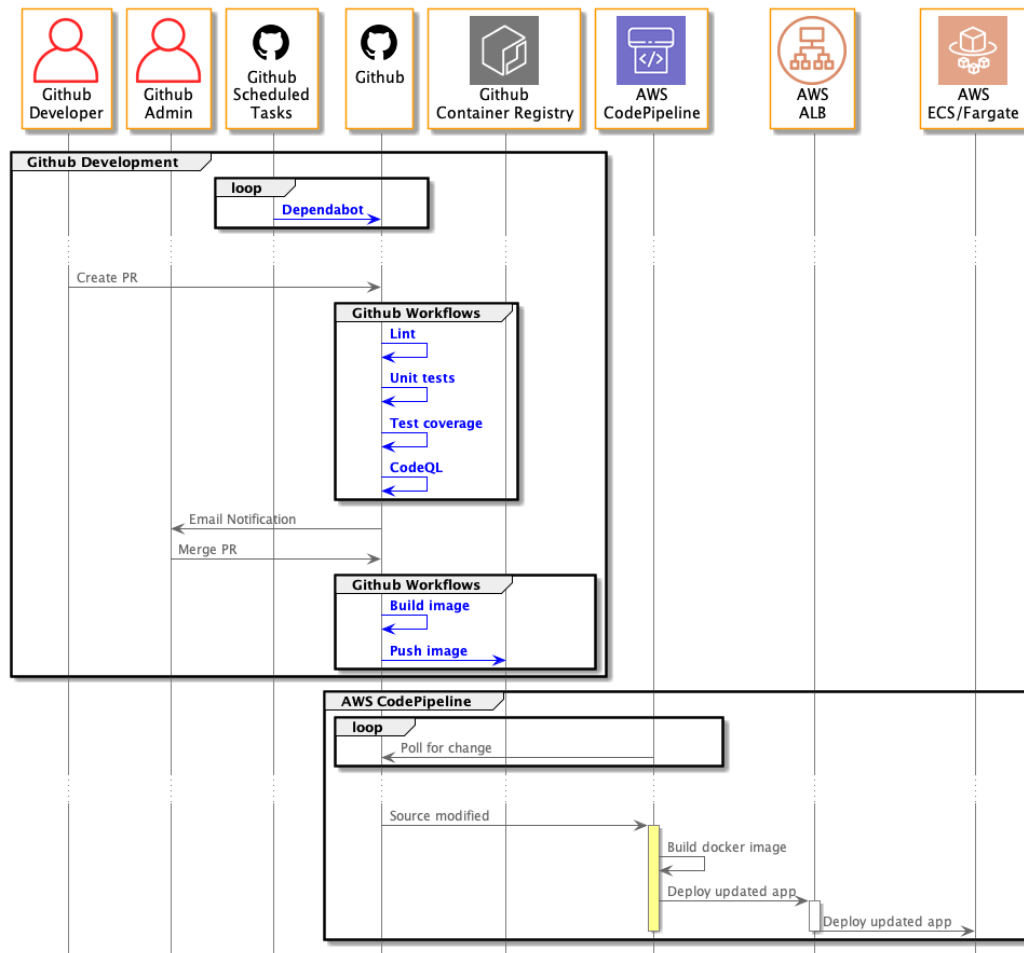 Github
Developer
Github
Admin
Github
Scheduled
Tasks
Github
Github
Container Registry
AWS
CodePipeline
AWS
ALB
AWS
ECS/Fargate
Github Development
loop
Dependabot
Create PR
Github Workflows
Lint
Unit tests
Test coverage
CodeQL
Email Notification
Merge PR
Github Workflows
Build image
Push image
AWS CodePipeline
loop
Poll for change
Source modified
Build docker image
Deploy updated app
Deploy updated app